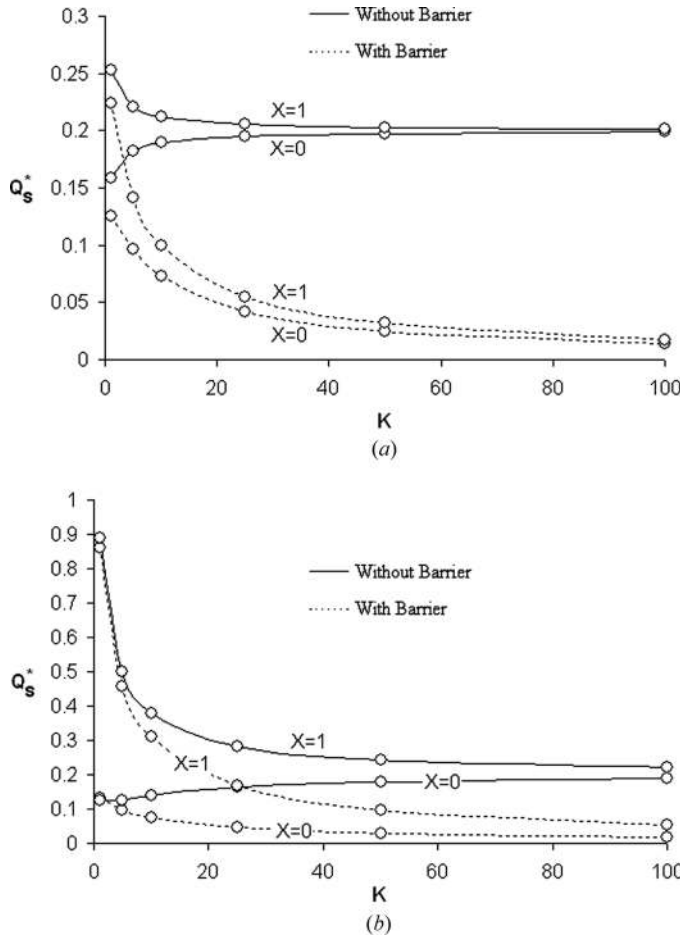 0.3
0.25
0.2
0.15
0.1
0.05
0
Qs*
Without Barrier
With Barrier
X=1
X=0
X=1
X=0
0 20 40 60 80 100
K
(a)
1
0.9
0.8
0.7
0.6
0.5
0.4
0.3
0.2
0.1
0
Qs*
Without Barrier
With Barrier
X=1
X=1
X=0
X=0
0 20 40 60 80 100
K
(b)